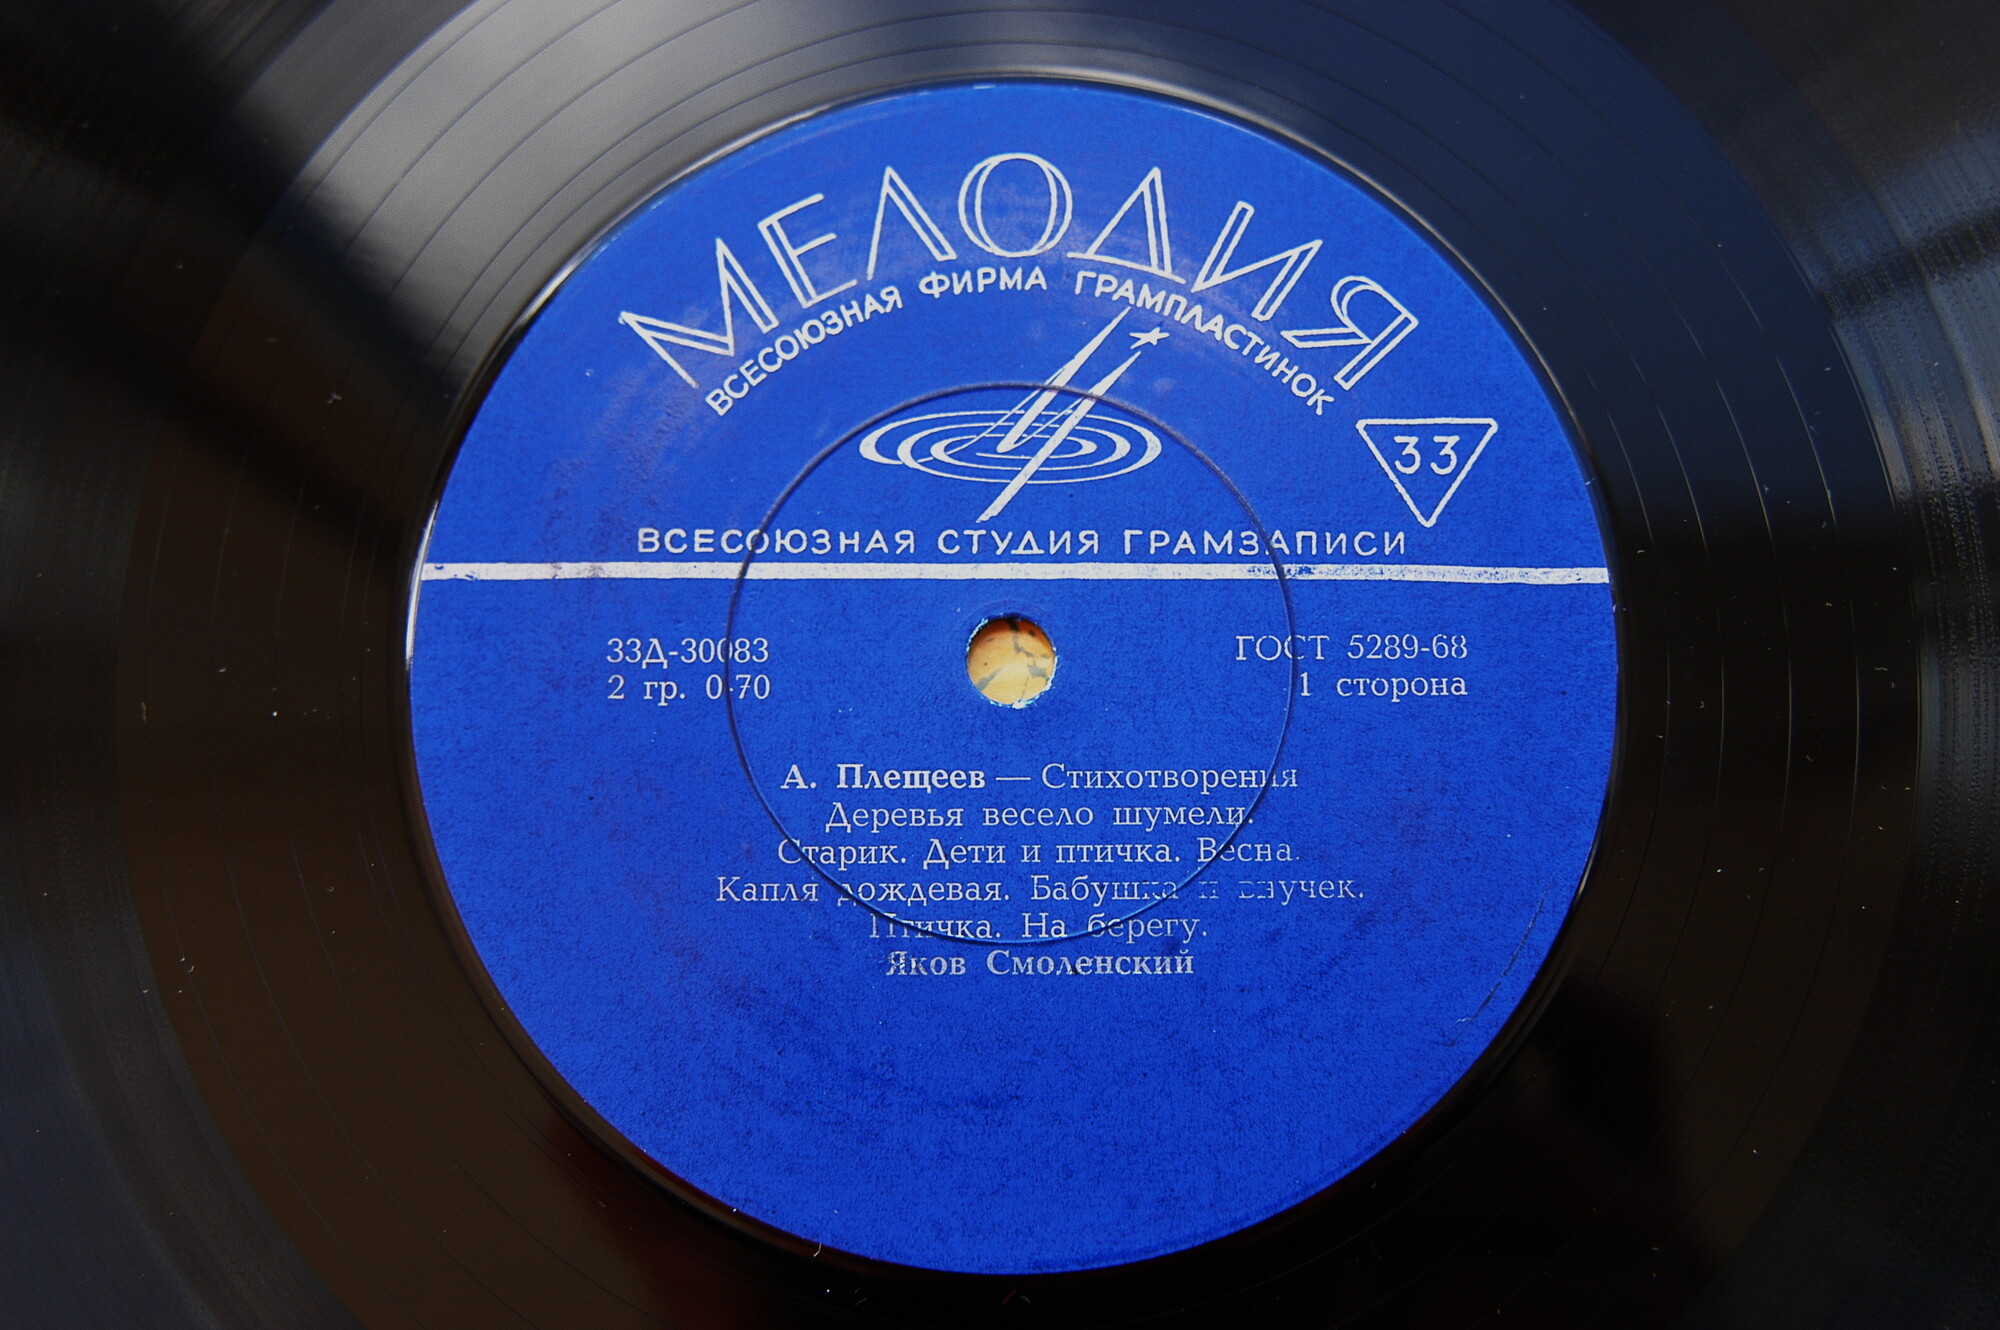 МЕЛОДИЯ
ВСЕСОЮЗНАЯ ФИРМА ГРАМПЛАСТИНОК
33
ВСЕСОЮЗНАЯ СТУДИЯ ГРАМЗАПИСИ
33Д-30083
2 гр. 0-70
ГОСТ 5289-68
1 сторона
А. Плещеев — Стихотворения
Деревья весело шумели.
Старик. Дети и птичка. Весна.
Капля дождевая. Бабушка и внучек.
Птичка. На берегу.
Яков Смоленский